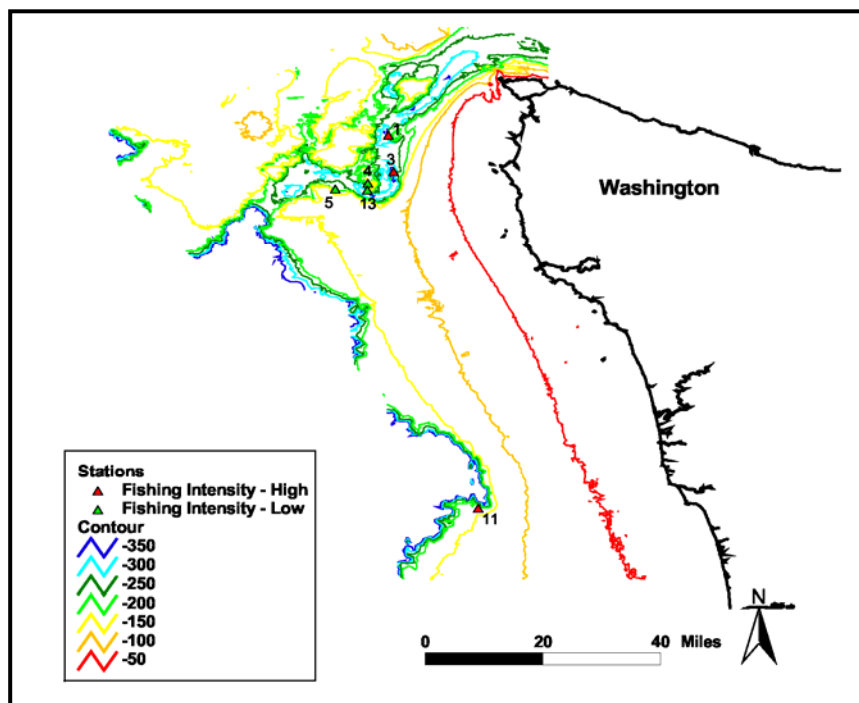 1
3
4
5
13
Washington
11
Stations
Fishing Intensity - High
Fishing Intensity - Low
Contour
-350
-300
-250
-200
-150
-100
-50
N
0 20 40 Miles